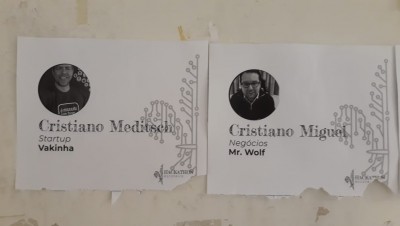 Cristiano Meditsch
Startup
Vakinha
Cristiano Miguel
Negócios
Mr. Wolf